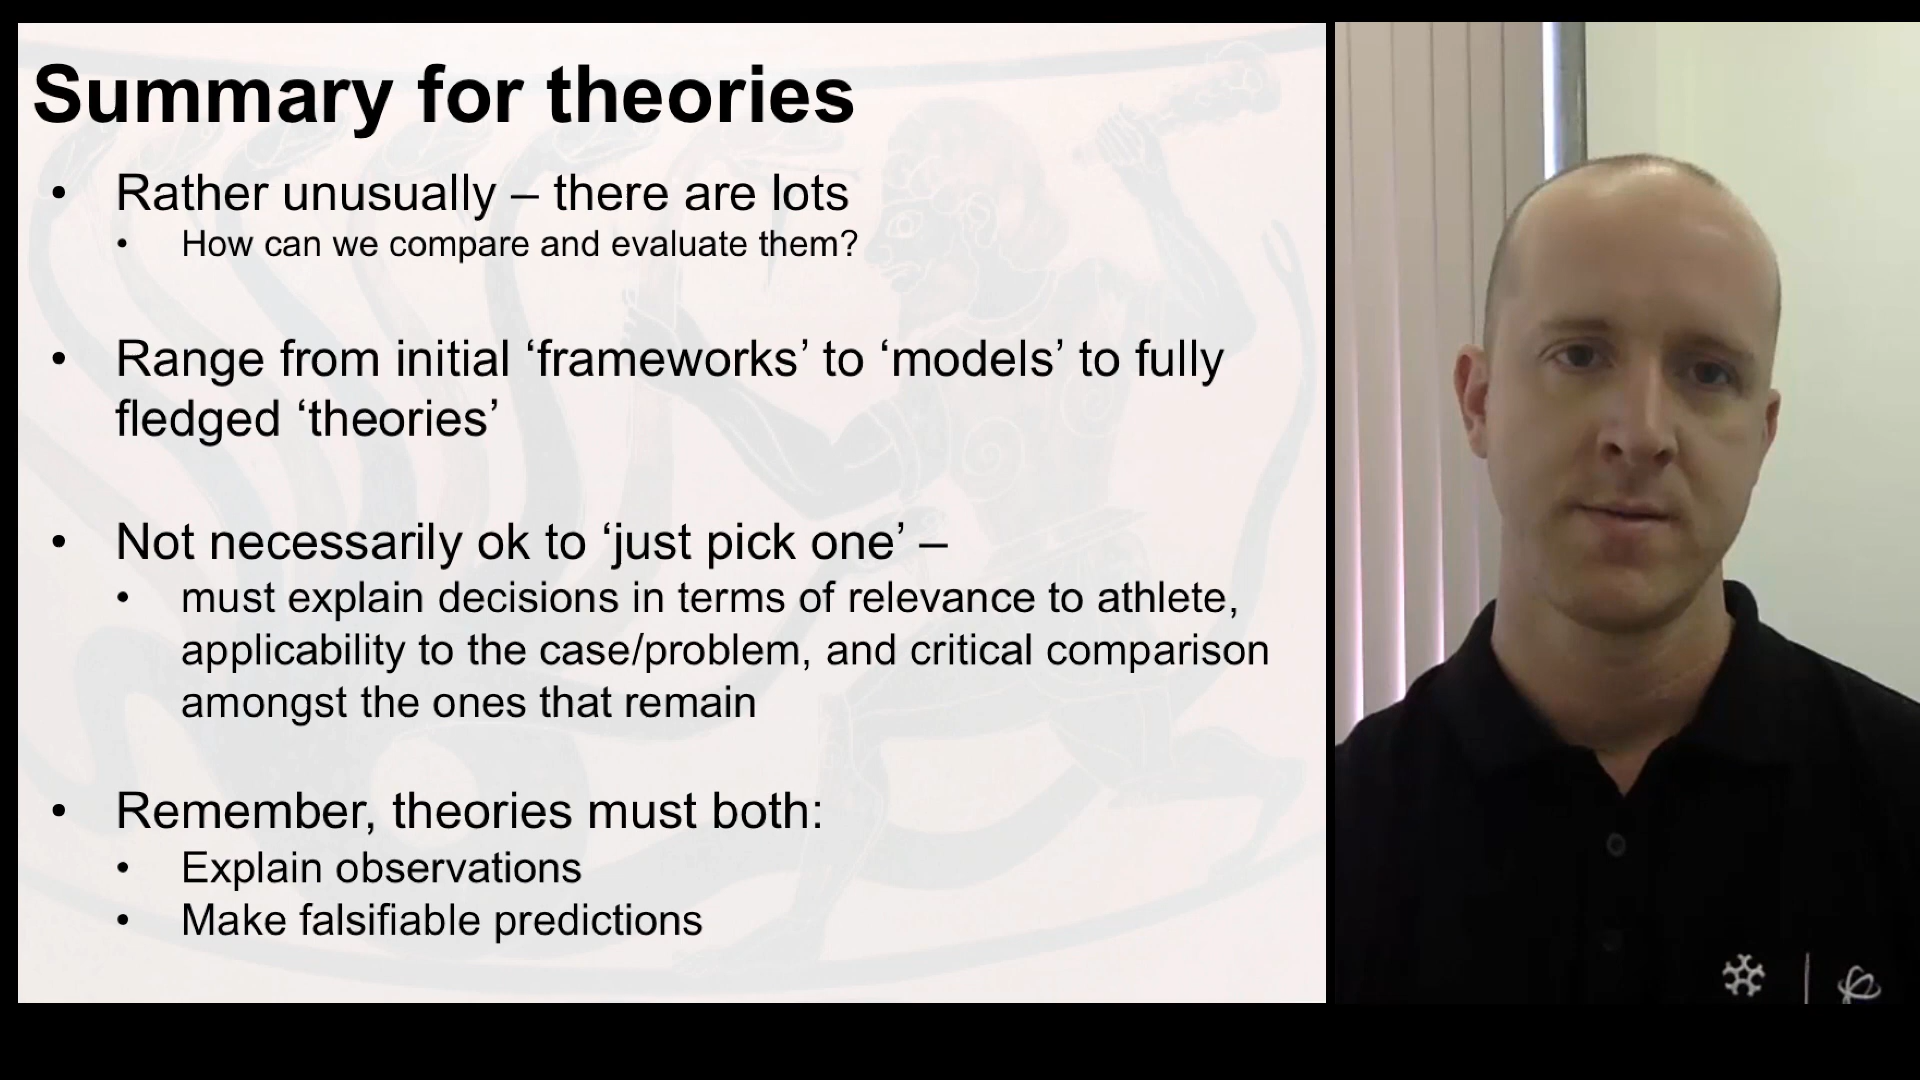 Summary for theories
• Rather unusually – there are lots
• How can we compare and evaluate them?
• Range from initial ‘frameworks’ to ‘models’ to fully
fledged ‘theories’
• Not necessarily ok to ‘just pick one’ –
• must explain decisions in terms of relevance to athlete,
applicability to the case/problem, and critical comparison
amongst the ones that remain
• Remember, theories must both:
• Explain observations
• Make falsifiable predictions